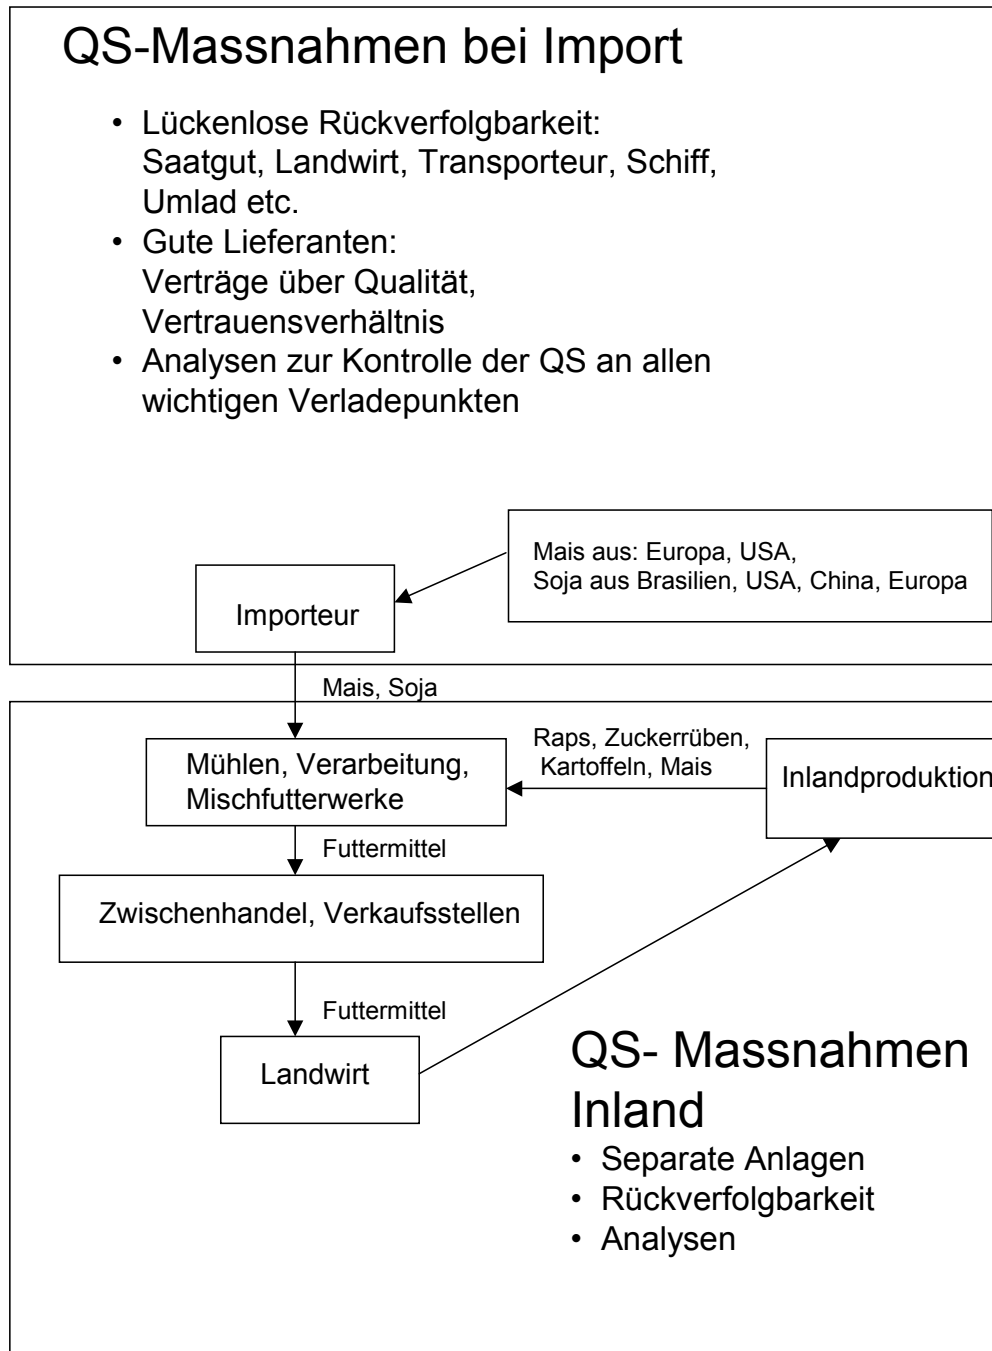 QS-Massnahmen bei Import
• Lückenlose Rückverfolgbarkeit:
Saatgut, Landwirt, Transporteur, Schiff,
Umlad etc.
• Gute Lieferanten:
Verträge über Qualität,
Vertrauensverhältnis
• Analysen zur Kontrolle der QS an allen
wichtigen Verladepunkten
Mais aus: Europa, USA,
Soja aus Brasilien, USA, China, Europa
Importeur
Mais, Soja
Raps, Zuckerrüben,
Kartoffeln, Mais
Mühlen, Verarbeitung,
Mischfutterwerke
Inlandproduktion
Futtermittel
Zwischenhandel, Verkaufsstellen
Futtermittel
Landwirt
QS- Massnahmen
Inland
• Separate Anlagen
• Rückverfolgbarkeit
• Analysen